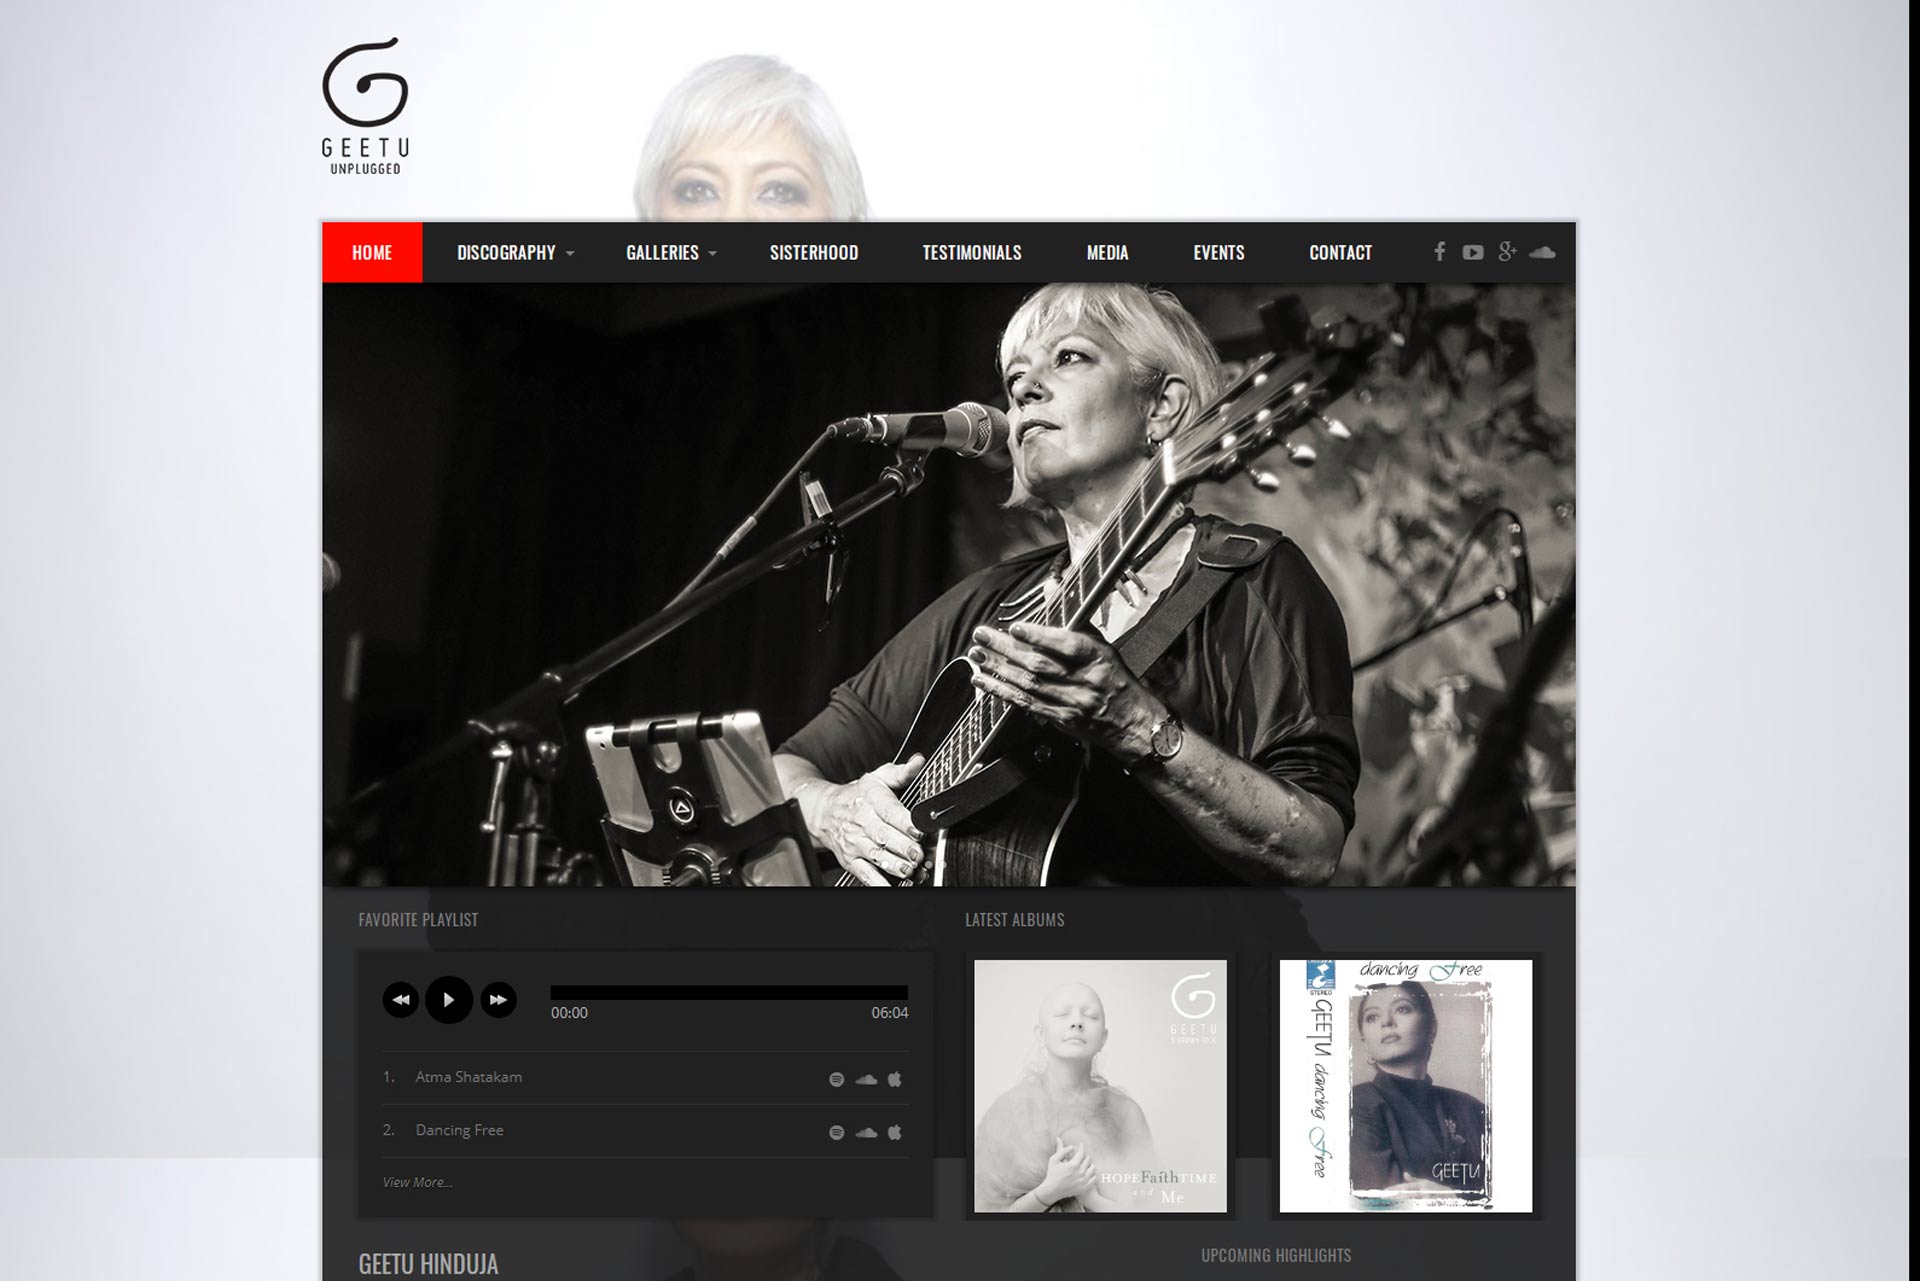 GEETU
UNPLUGGED
HOME
DISCOGRAPHY
GALLERIES
SISTERHOOD
TESTIMONIALS
MEDIA
EVENTS
CONTACT
FAVORITE PLAYLIST
LATEST ALBUMS
00:00
06:04
1. Atma Shatakam
2. Dancing Free
View More...
GEETU
HOPE Faith TIME
and Me
STEREO
dancing Free
GEETU dancing Free
GEETU
GEETU HINDUJA
UPCOMING HIGHLIGHTS